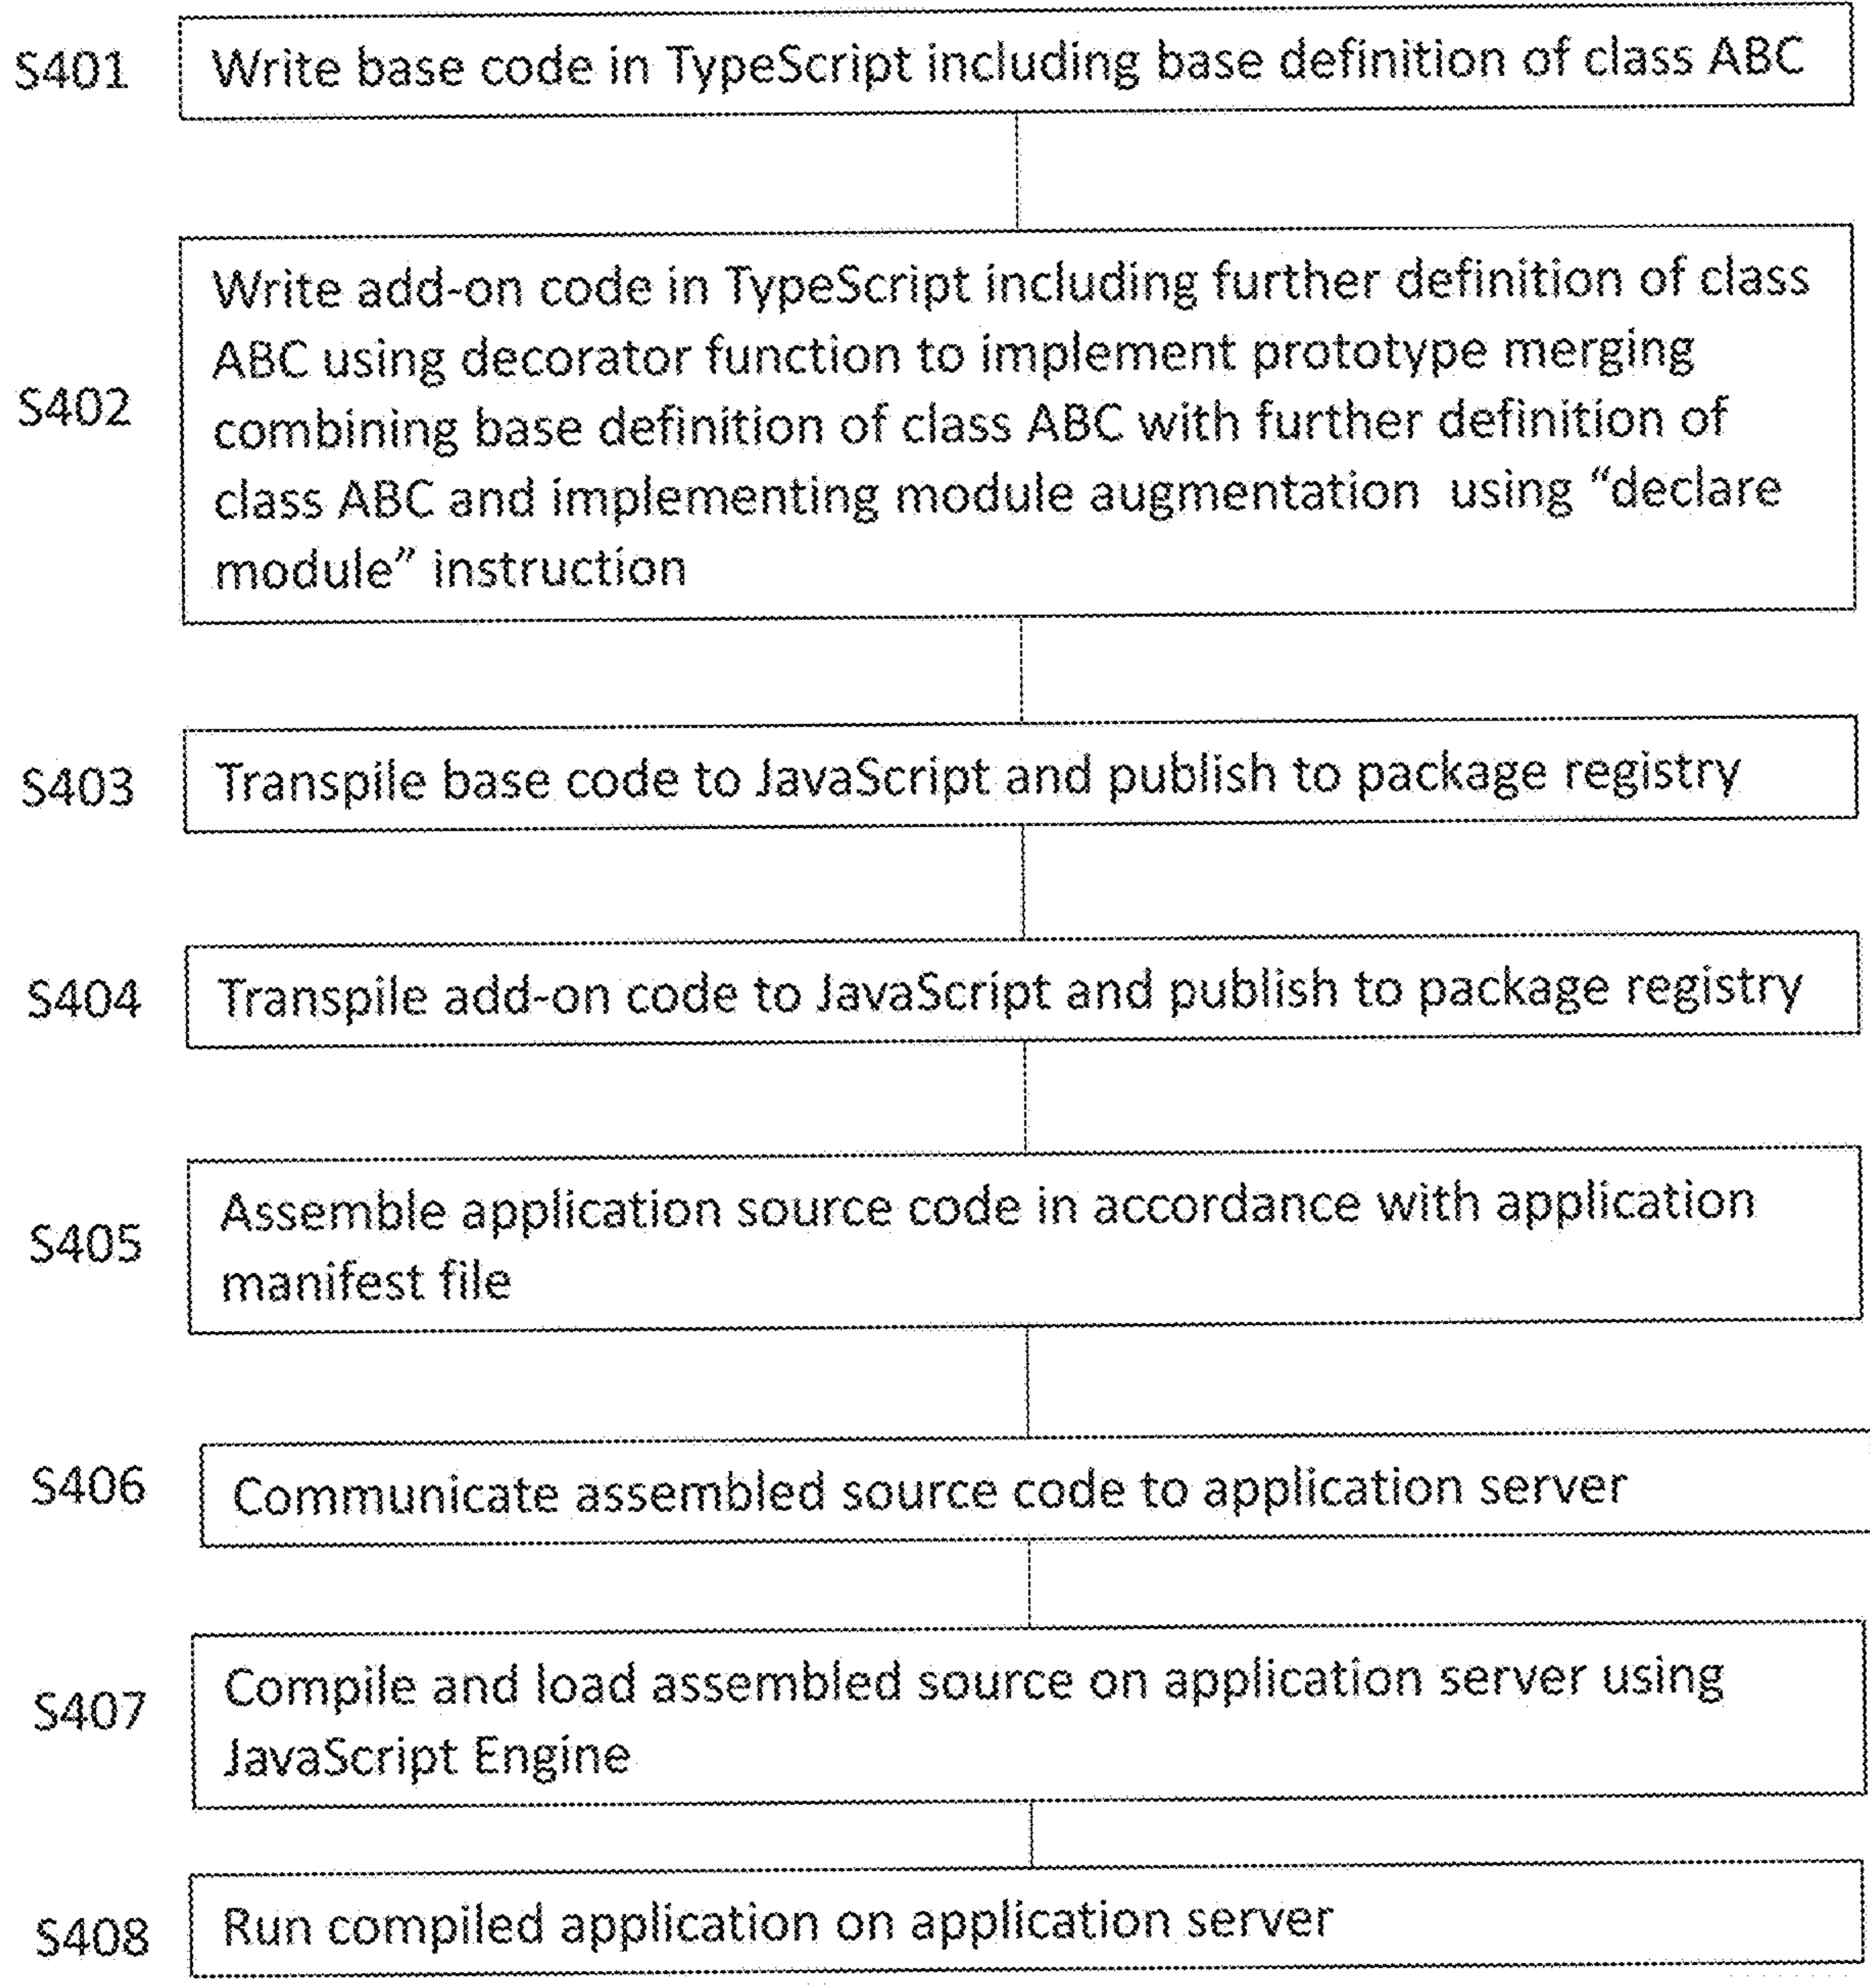 S401 Write base code in TypeScript including base definition of class ABC
Write add-on code in TypeScript including further definition of class
ABC using decorator function to implement prototype merging
S402 combining base definition of class ABC with further definition of
class ABC and implementing module augmentation using “declare
module” instruction
S403 Transpile base code to JavaScript and publish to package registry
S404 Transpile add-on code to JavaScript and publish to package registry
S405 Assemble application source code in accordance with application
manifest file
S406 Communicate assembled source code to application server
S407 Compile and load assembled source on application server using
JavaScript Engine
S408 Run compiled application on application server